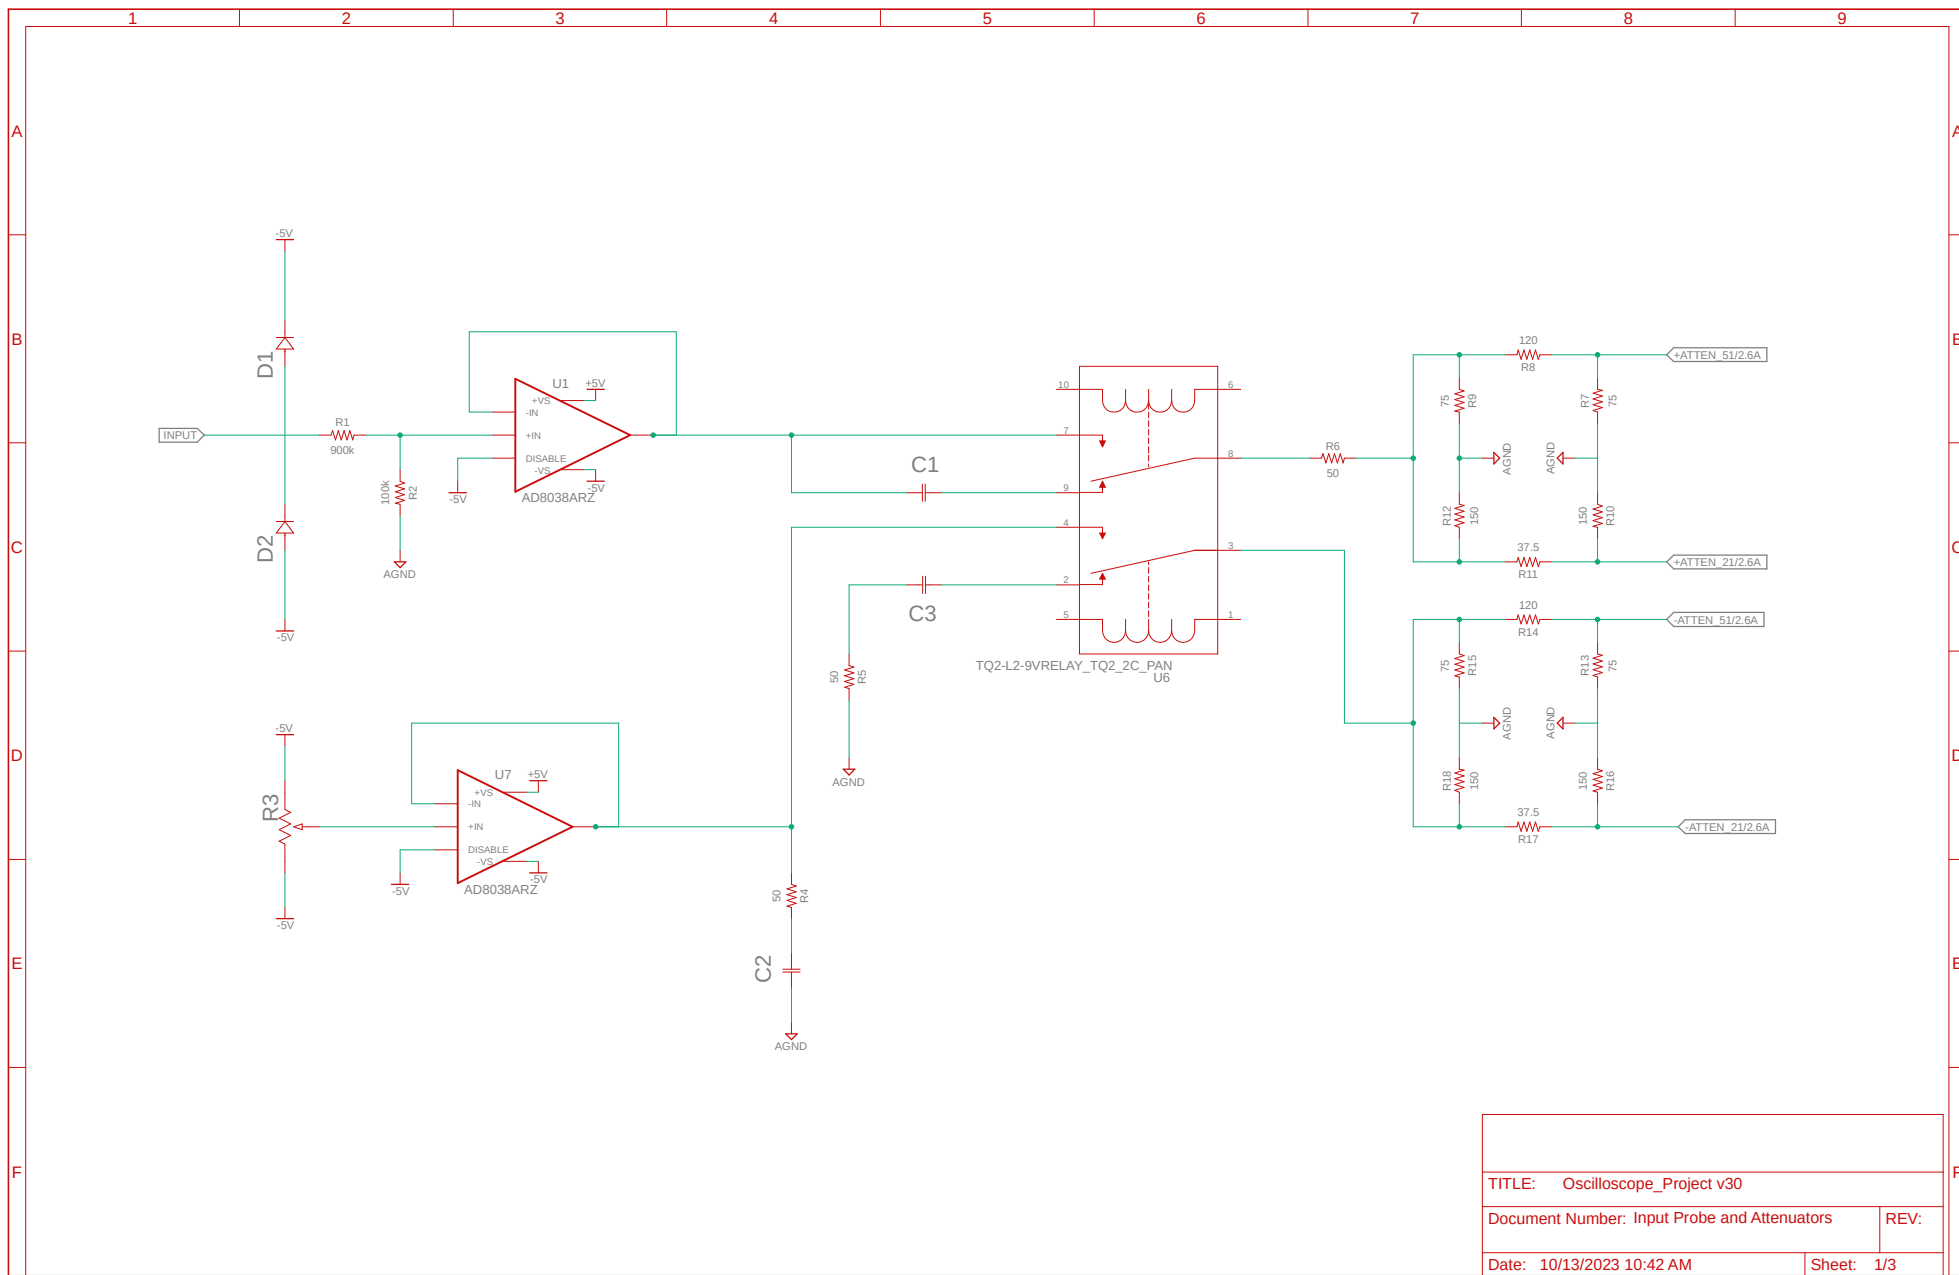 1 2 3 4 5 6 7 8 9
A A
-5V
B B
D1
INPUT
R1
900k
100k
R2
AGND
D2
-5V
U1 +5V
+VS
-IN
+IN
DISABLE
-VS
-5V
-5V
AD8038ARZ
C1
C3
50
R5
AGND
10
7
9
4
2
5
6
8
3
1
TQ2-L2-9VRELAY_TQ2_2C_PAN
U6
R6
50
120
R8
75
R9
R7
75
AGND
AGND
R12
150
150
R10
37.5
R11
+ATTEN_51/2.6A
+ATTEN_21/2.6A
C C
120
R14
75
R15
R13
75
AGND
AGND
R18
150
150
R16
37.5
R17
-ATTEN_51/2.6A
-ATTEN_21/2.6A
D D
-5V
R3
-5V
U7 +5V
+VS
-IN
+IN
DISABLE
-VS
-5V
-5V
AD8038ARZ
50
R4
C2
AGND
E E
F F
TITLE: Oscilloscope_Project v30
Document Number: Input Probe and Attenuators REV:
Date: 10/13/2023 10:42 AM Sheet: 1/3